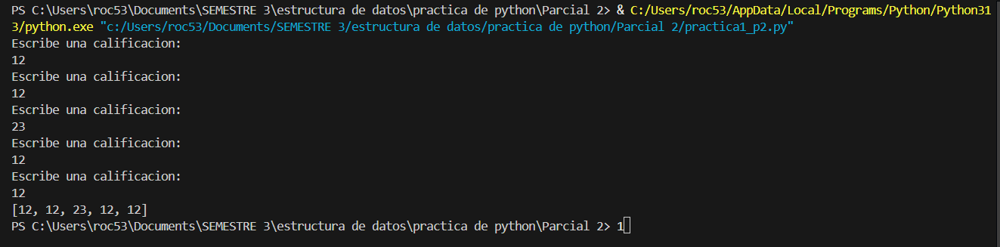 PS C:\Users\roc53\Documents\SEMESTRE 3\estructura de datos\practica de python\Parcial 2> & C:/Users/roc53/AppData/Local/Programs/Python/Python31
3/python.exe "c:/Users/roc53/Documents/SEMESTRE 3/estructura de datos/practica de python/Parcial 2/practica1_p2.py"
Escribe una calificacion:
12
Escribe una calificacion:
12
Escribe una calificacion:
23
Escribe una calificacion:
12
Escribe una calificacion:
12
[12, 12, 23, 12, 12]
PS C:\Users\roc53\Documents\SEMESTRE 3\estructura de datos\practica de python\Parcial 2> 1